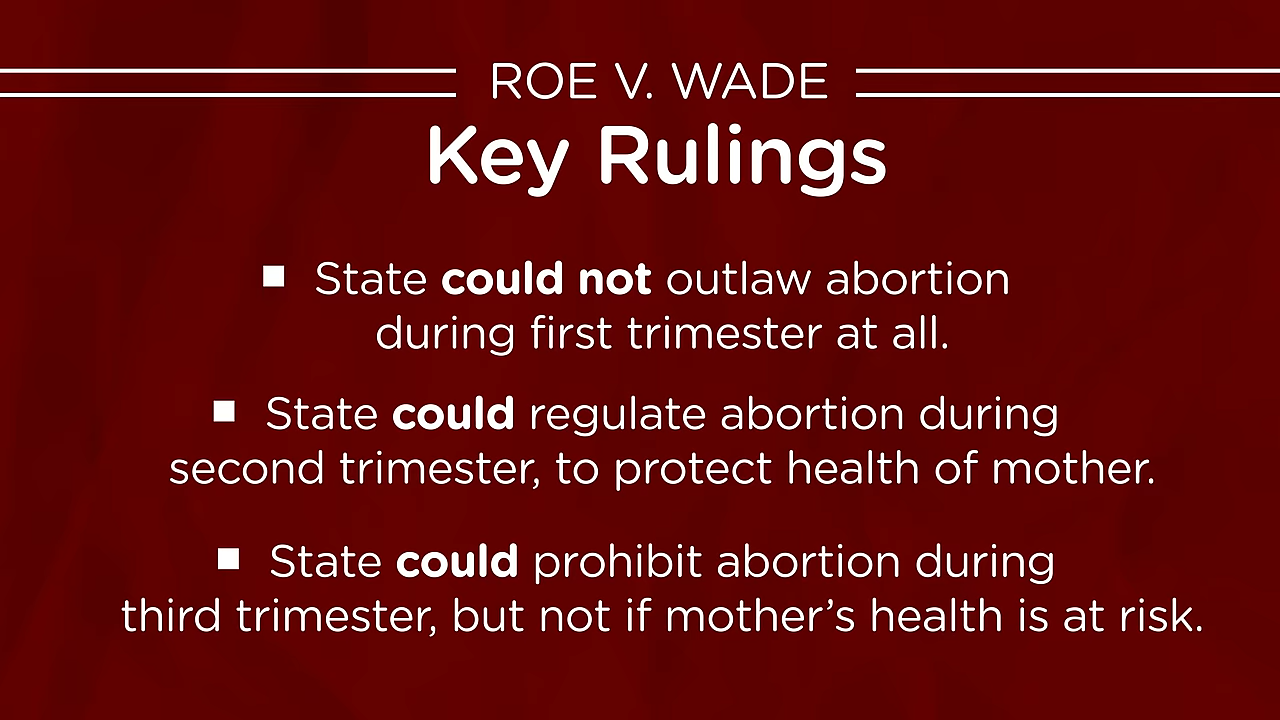 ROE V. WADE
Key Rulings
■ State could not outlaw abortion
during first trimester at all.
■ State could regulate abortion during
second trimester, to protect health of mother.
■ State could prohibit abortion during
third trimester, but not if mother’s health is at risk.